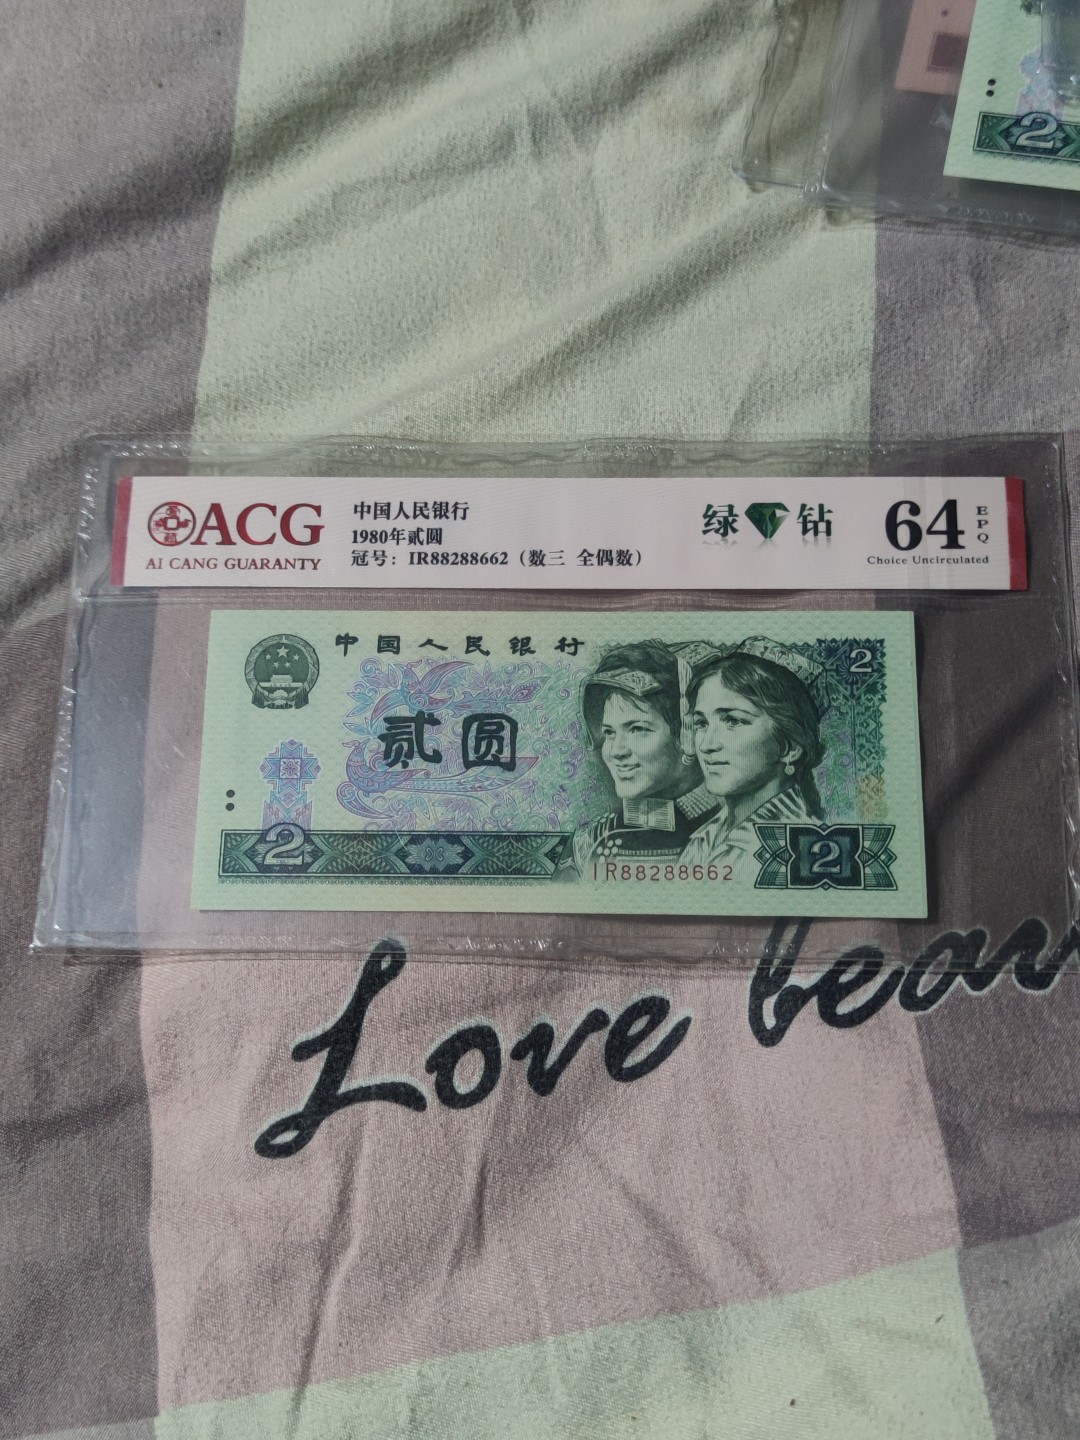 2
ACG
AI CANG GUARANTY
中国人民银行
1980年贰圆
冠号：IR88288662（数三 全偶数）
绿 钻
64
EPQ
Choice Uncirculated
中国人民银行
2
贰圆
2
2
IR88288662
Love